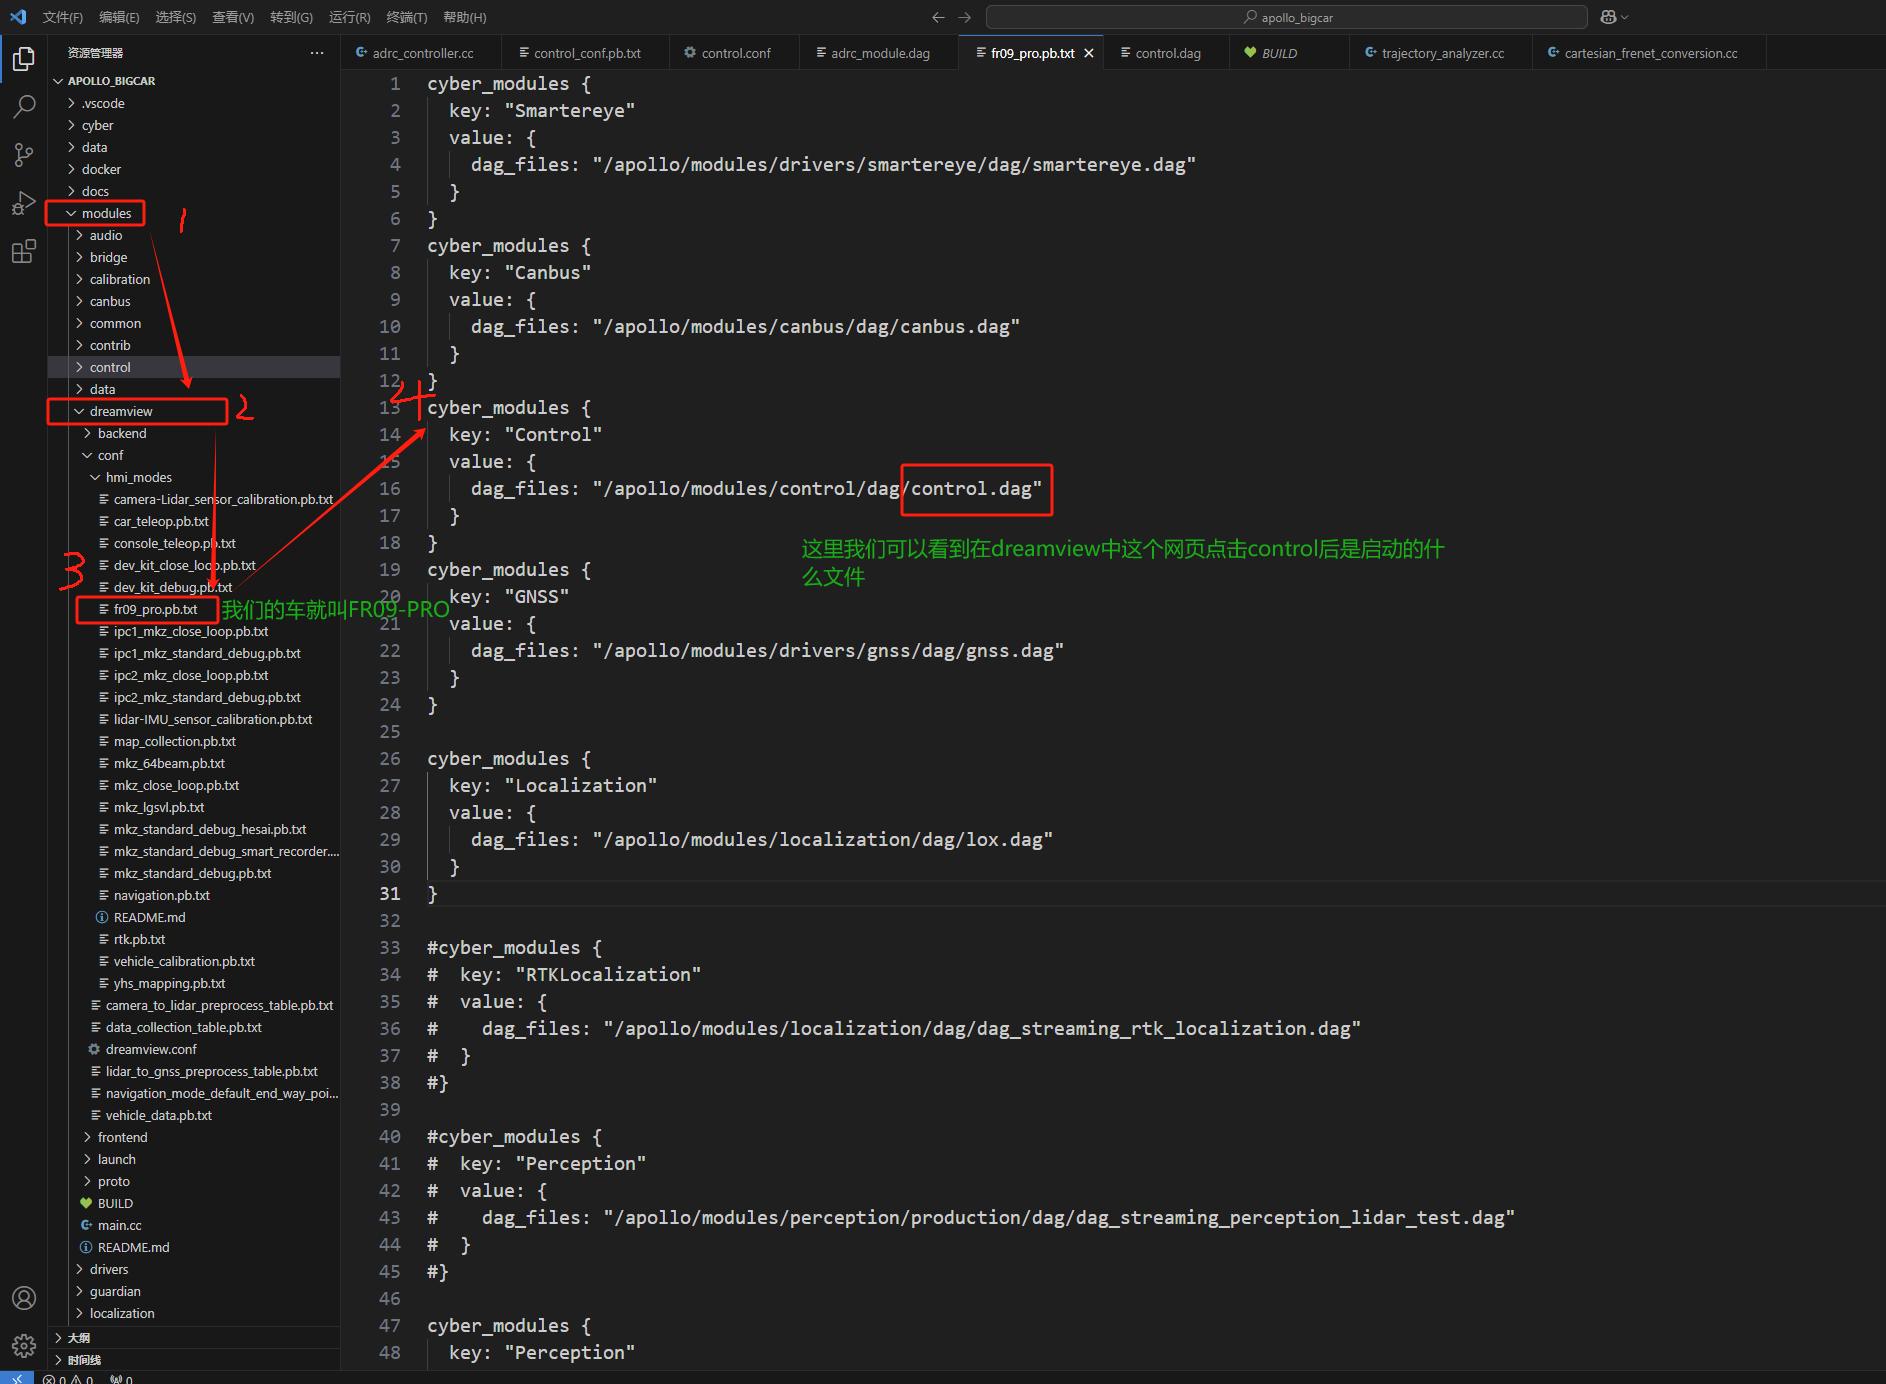 文件(F) 编辑(E) 选择(S) 查看(V) 转到(G) 运行(R) 终端(T) 帮助(H)
apollo_bigcar
资源管理器
adrc_controller.cc control_conf.pb.txt control.conf adrc_module.dag fr09_pro.pb.txt control.dag BUILD trajectory_analyzer.cc cartesian_frenet_conversion.cc
APOLLO_BIGCAR
.vscode
cyber
data
docker
docs
modules
1
audio
bridge
calibration
canbus
common
contrib
control
data
dreamview
2
backend
conf
hmi_modes
camera-Lidar_sensor_calibration.pb.txt
car_teleop.pb.txt
console_teleop.pb.txt
3
dev_kit_close_loop.pb.txt
dev_kit_debug.pb.txt
fr09_pro.pb.txt
我们的车就叫FR09-PRO
ipc1_mkz_close_loop.pb.txt
ipc1_mkz_standard_debug.pb.txt
ipc2_mkz_close_loop.pb.txt
ipc2_mkz_standard_debug.pb.txt
lidar-IMU_sensor_calibration.pb.txt
map_collection.pb.txt
mkz_64beam.pb.txt
mkz_close_loop.pb.txt
mkz_lgsvl.pb.txt
mkz_standard_debug_hesai.pb.txt
mkz_standard_debug_smart_recorder....
mkz_standard_debug.pb.txt
navigation.pb.txt
README.md
rtk.pb.txt
vehicle_calibration.pb.txt
yhs_mapping.pb.txt
camera_to_lidar_preprocess_table.pb.txt
data_collection_table.pb.txt
dreamview.conf
lidar_to_gnss_preprocess_table.pb.txt
navigation_mode_default_end_way_poi...
vehicle_data.pb.txt
frontend
launch
proto
BUILD
main.cc
README.md
drivers
guardian
localization
大纲
时间线
0 0 0
1 cyber_modules {
2 key: "Smartereye"
3 value: {
4 dag_files: "/apollo/modules/drivers/smartereye/dag/smartereye.dag"
5 }
6 }
7 cyber_modules {
8 key: "Canbus"
9 value: {
10 dag_files: "/apollo/modules/canbus/dag/canbus.dag"
11 }
12 }
4
13 cyber_modules {
14 key: "Control"
15 value: {
16 dag_files: "/apollo/modules/control/dag/control.dag"
17 }
18 }
这里我们可以看到在dreamview中这个网页点击control后是启动的什
么文件
19 cyber_modules {
20 key: "GNSS"
21 value: {
22 dag_files: "/apollo/modules/drivers/gnss/dag/gnss.dag"
23 }
24 }
25
26 cyber_modules {
27 key: "Localization"
28 value: {
29 dag_files: "/apollo/modules/localization/dag/lox.dag"
30 }
31 }
32
33 #cyber_modules {
34 # key: "RTKLocalization"
35 # value: {
36 # dag_files: "/apollo/modules/localization/dag/dag_streaming_rtk_localization.dag"
37 # }
38 #}
39
40 #cyber_modules {
41 # key: "Perception"
42 # value: {
43 # dag_files: "/apollo/modules/perception/production/dag/dag_streaming_perception_lidar_test.dag"
44 # }
45 #}
46
47 cyber_modules {
48 key: "Perception"